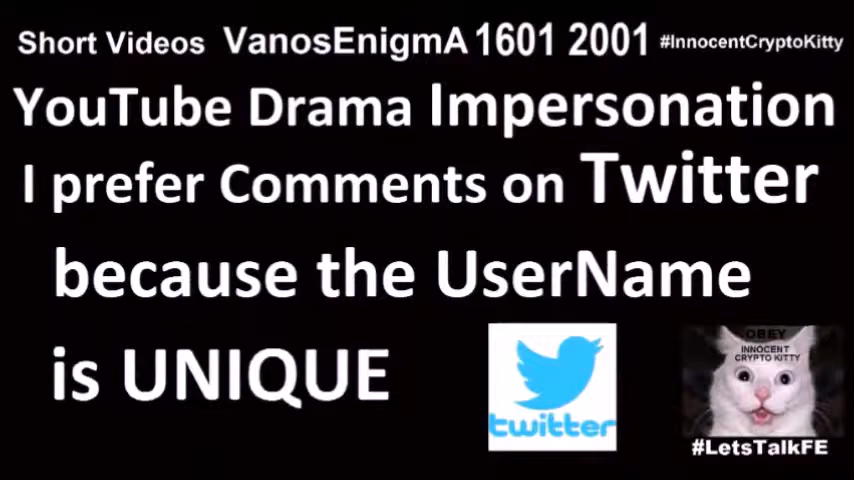 Short Videos VanosEnigmA 1601 2001 #InnocentCryptoKitty
YouTube Drama Impersonation
I prefer Comments on Twitter
because the UserName
is UNIQUE
twitter
OBEY
INNOCENT
CRYPTO KITTY
#LetsTalkFE